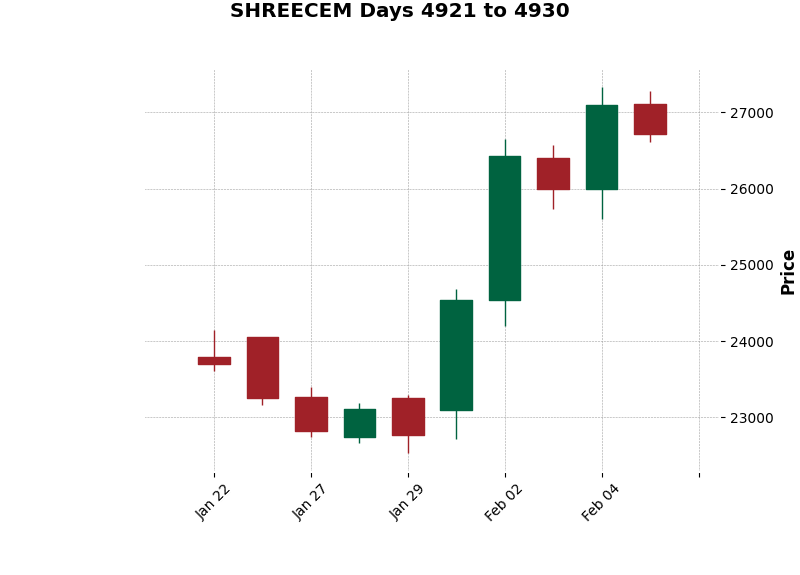 SHREECEM Days 4921 to 4930
27000
26000
25000
24000
23000
Price
Jan 22
Jan 27
Jan 29
Feb 02
Feb 04